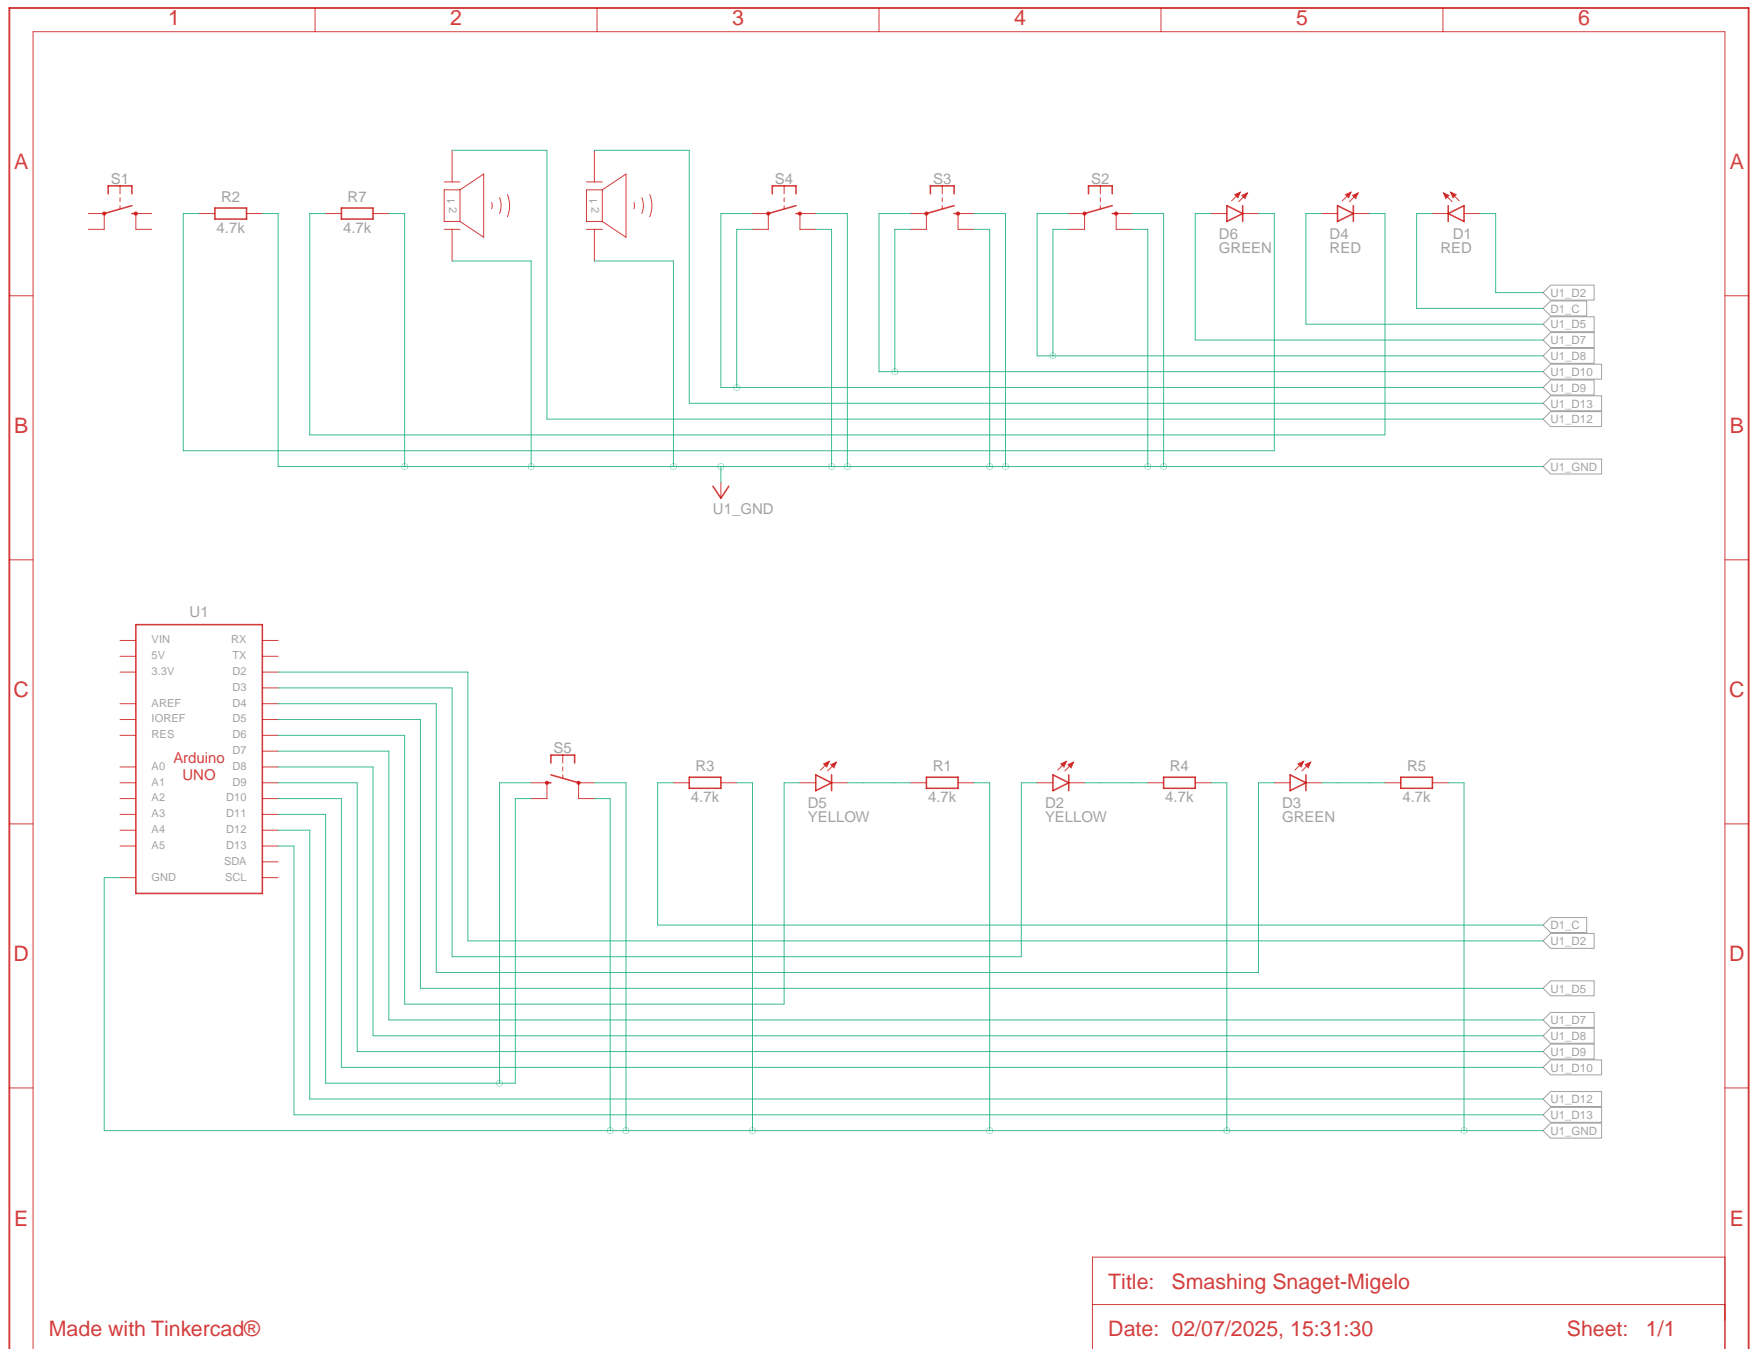 1 2 3 4 5 6
A A
S1 R2 R7 S4 S3 S2
4.7k 4.7k
1 2 1 2
D6 D4 D1
GREEN RED RED
U1_D2
D1_C
U1_D5
U1_D7
U1_D8
U1_D10
U1_D9
U1_D13
U1_D12
B B
U1_GND
U1_GND
U1
VIN RX
5V TX
3.3V D2
D3
C C
AREF D4
IOREF D5
RES D6
D7
Arduino
UNO
A0 D8
A1 D9
A2 D10
A3 D11
A4 D12
A5 D13
SDA
GND SCL
S5 R3 R1 R4 R5
4.7k 4.7k 4.7k 4.7k
D5 D2 D3
YELLOW YELLOW GREEN
D1_C
U1_D2
D D
U1_D5
U1_D7
U1_D8
U1_D9
U1_D10
U1_D12
U1_D13
U1_GND
E E
Title: Smashing Snaget-Migelo
Made with Tinkercad®
Date: 02/07/2025, 15:31:30 Sheet: 1/1